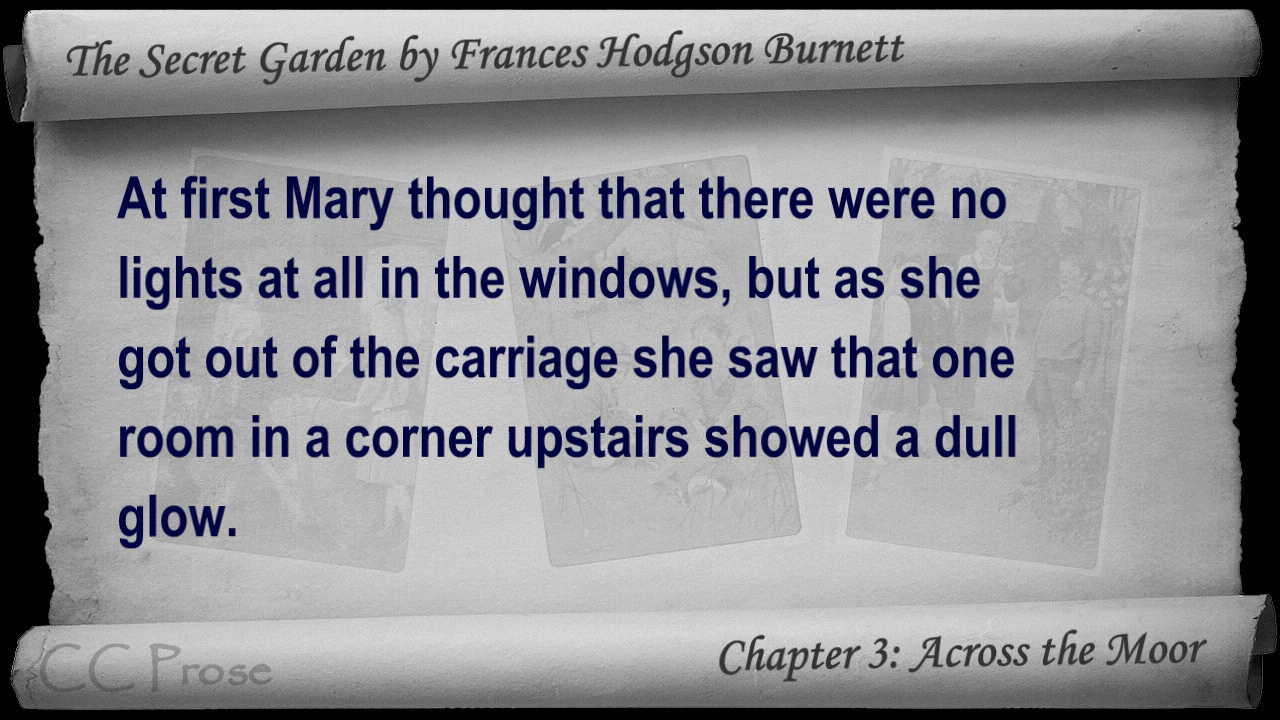 The Secret Garden by Frances Hodgson Burnett
At first Mary thought that there were no
lights at all in the windows, but as she
got out of the carriage she saw that one
room in a corner upstairs showed a dull
glow.
CC Prose
Chapter 3: Across the Moor